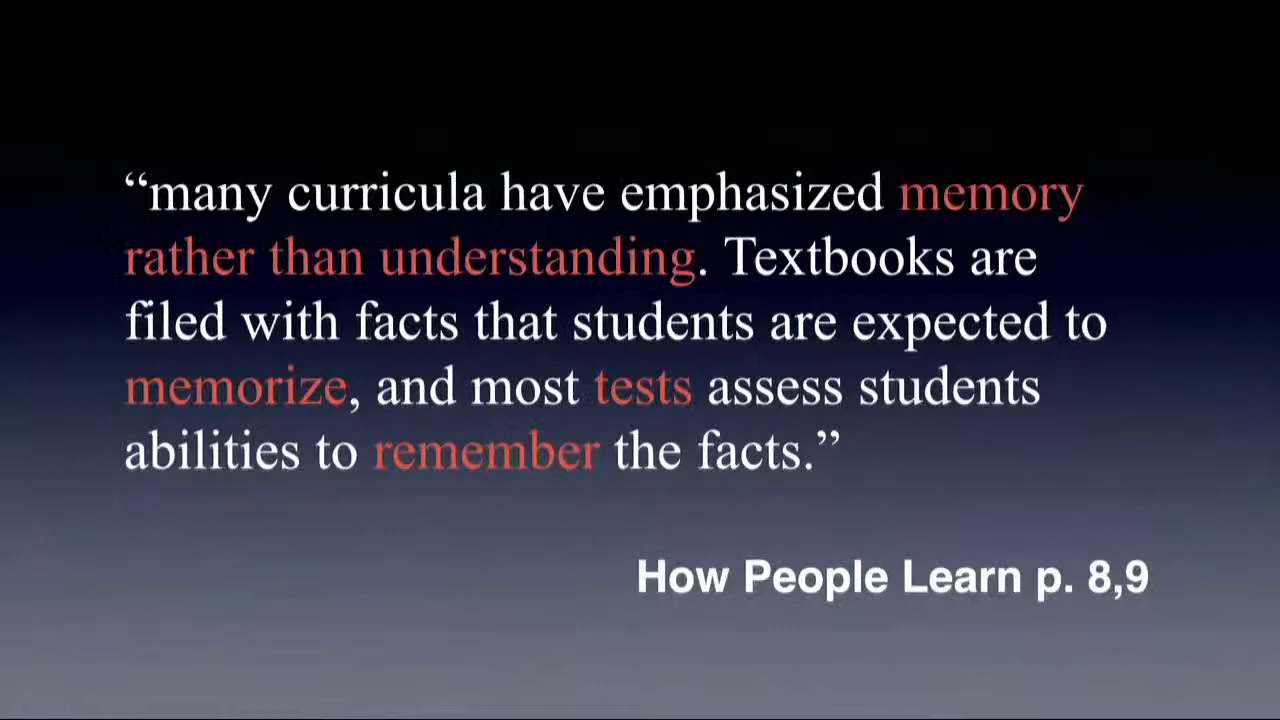 “many curricula have emphasized memory
rather than understanding. Textbooks are
filed with facts that students are expected to
memorize, and most tests assess students
abilities to remember the facts.”
How People Learn p. 8,9